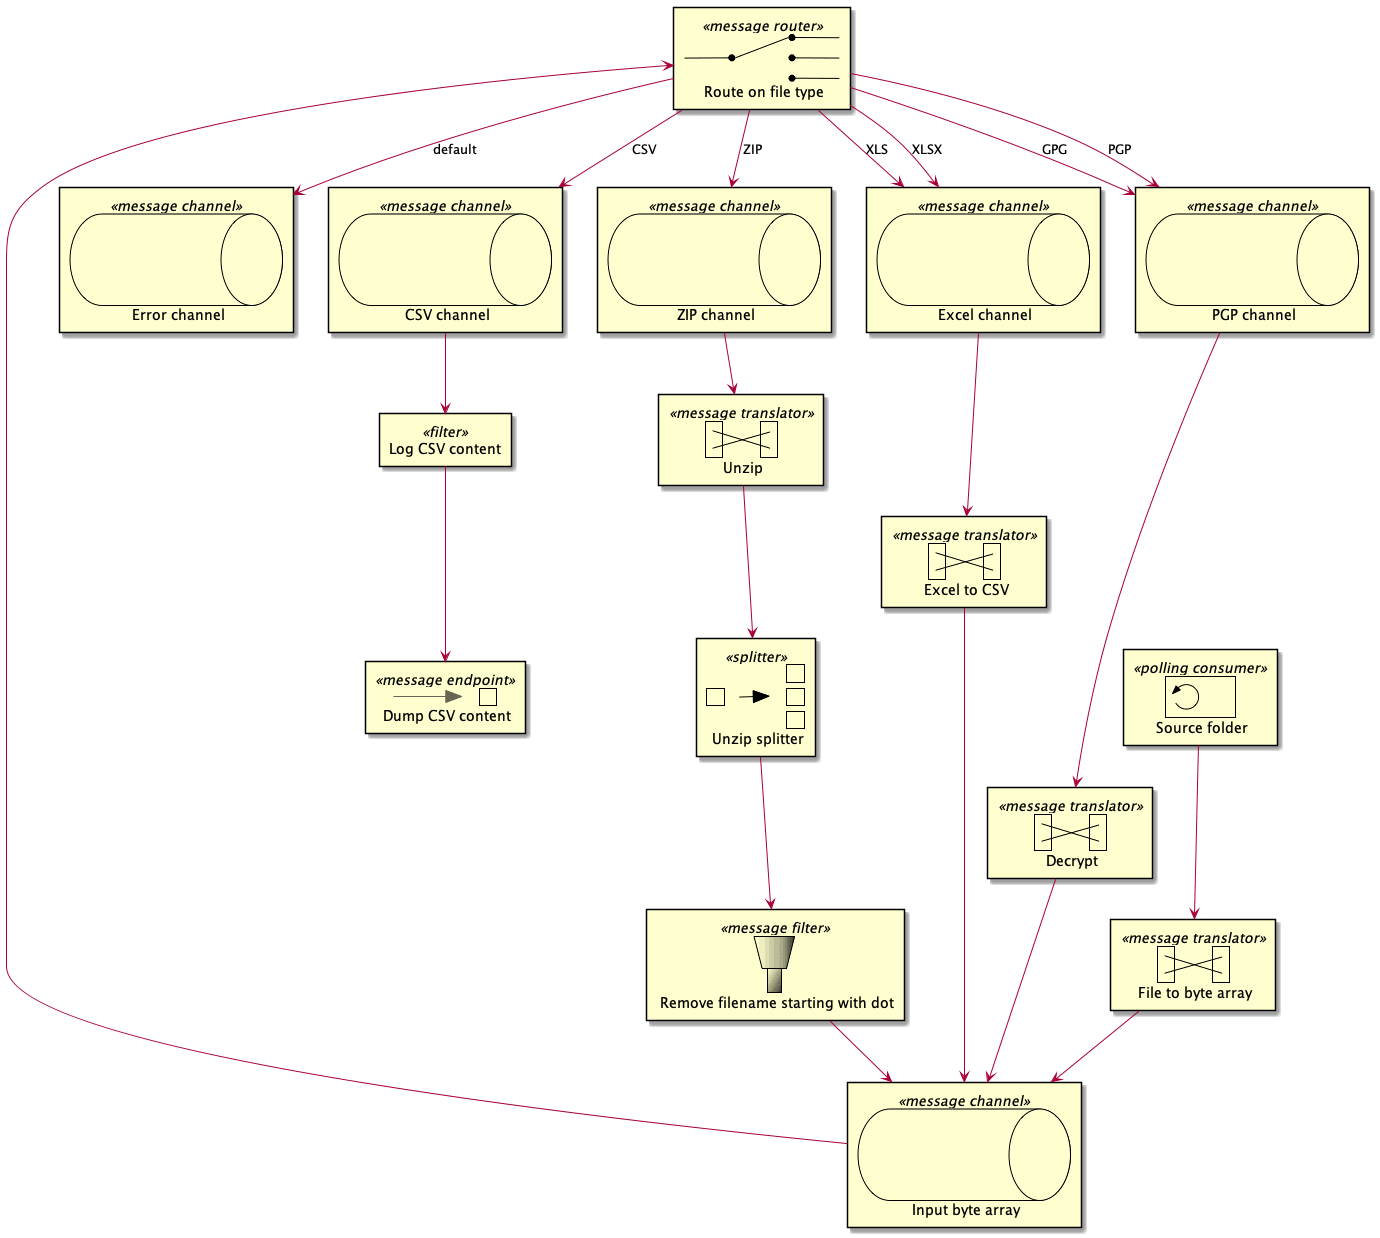 «message router»
Route on file type
default
CSV
ZIP
XLS
XLSX
GPG
PGP
«message channel»
Error channel
«message channel»
CSV channel
«message channel»
ZIP channel
«message channel»
Excel channel
«message channel»
PGP channel
«filter»
Log CSV content
«message translator»
Unzip
«message translator»
Excel to CSV
«message endpoint»
Dump CSV content
«splitter»
Unzip splitter
«polling consumer»
Source folder
«message translator»
Decrypt
«message filter»
Remove filename starting with dot
«message translator»
File to byte array
«message channel»
Input byte array